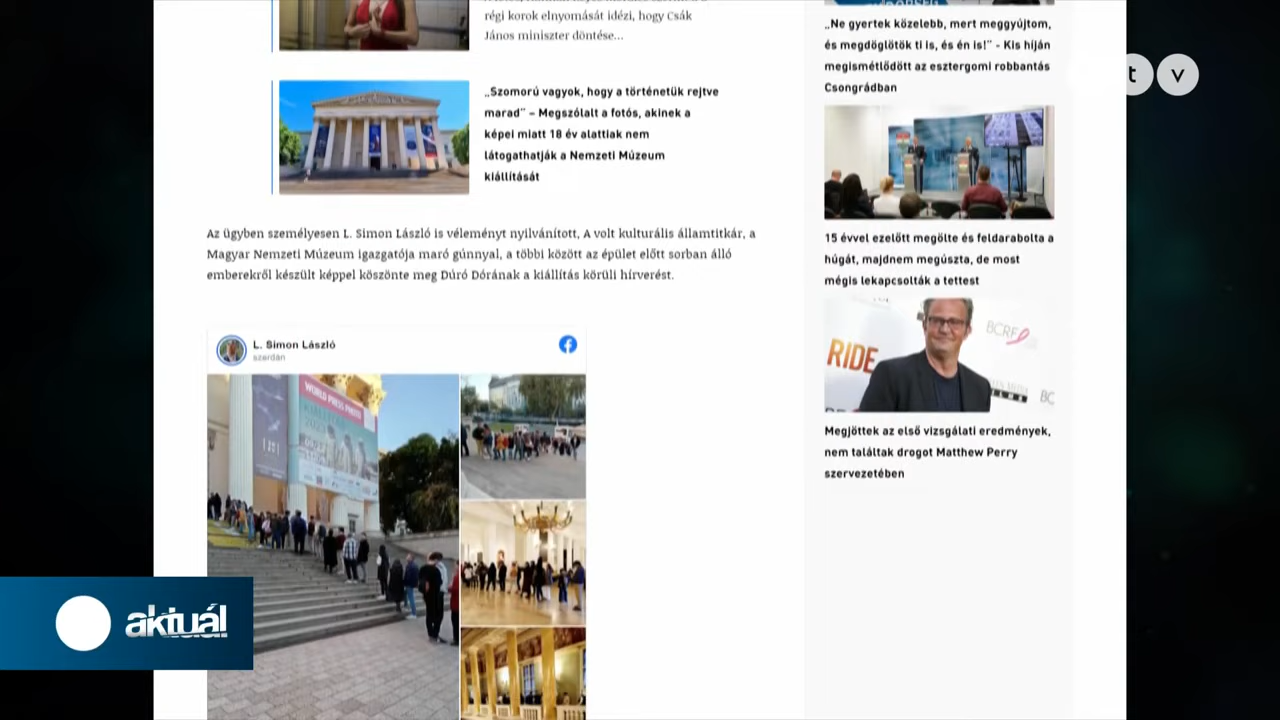 régi korok elnyomását idézi, hogy Csák
János miniszter döntése...
„Szomorú vagyok, hogy a történetük rejtve
marad" – Megszólalt a fotós, akinek a
képei miatt 18 év alattiak nem
látogathatják a Nemzeti Múzeum
kiállítását
Az ügyben személyesen L. Simon László is véleményt nyilvánított, A volt kulturális államtitkár, a
Magyar Nemzeti Múzeum igazgatója maró gúnnyal, a többi között az épület előtt sorban álló
emberekről készült képpel köszönte meg Dúró Dórának a kiállítás körüli hírverést.
L. Simon László
szerdán
WORLD PRESS PHOTO
„Ne gyertek közelebb, mert meggyújtom,
és megdöglötök ti is, és én is!" - Kis híján
megismétlődött az esztergomi robbantás
Csongrádban
15 évvel ezelőtt megölte és feldarabolta a
húgát, majdnem megúszta, de most
mégis lekapcsolták a tettest
RIDE
BCRF
BC
Megjöttek az első vizsgálati eredmények,
nem találtak drogot Matthew Perry
szervezetében
t v
aktuál